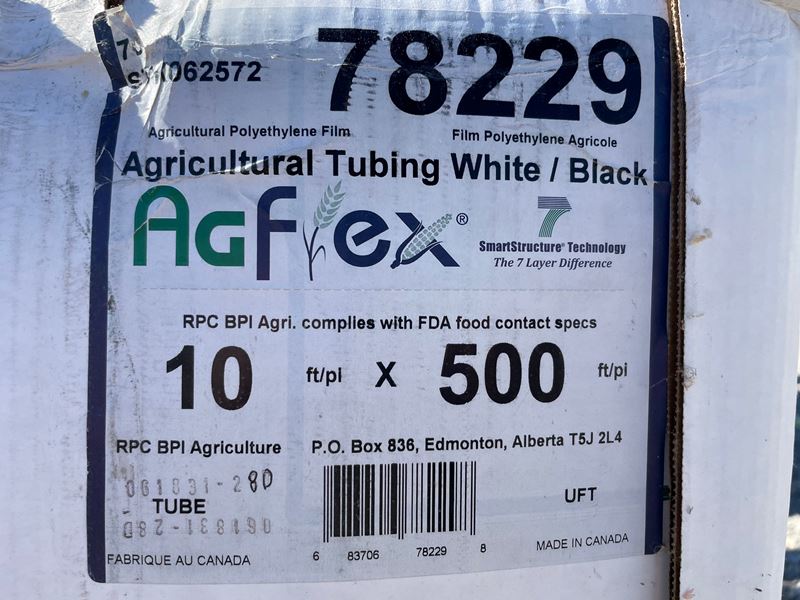 062572
78229
Agricultural Polyethylene Film
Film Polyethylene Agricole
Agricultural Tubing White / Black
AgFlex®
7
SmartStructure® Technology
The 7 Layer Difference
RPC BPI Agri. complies with FDA food contact specs
10 ft/pi X 500 ft/pi
RPC BPI Agriculture
P.O. Box 836, Edmonton, Alberta T5J 2L4
061831-28D
TUBE
UFT
061831-28D
6 83706 78229 8
FABRIQUE AU CANADA
MADE IN CANADA